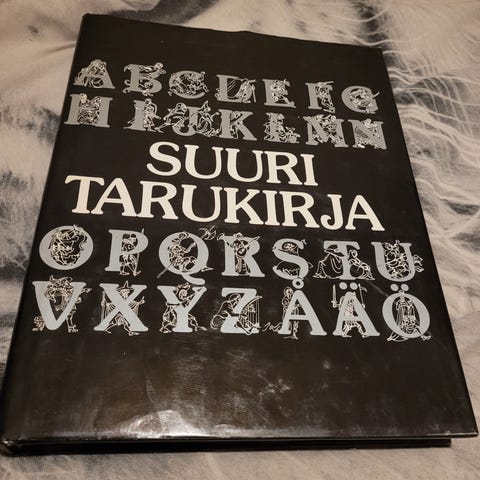 ABCDEFG
HIJKLMN
SUURI
TARUKIRJA
OPQRSTU
VXYZÅÄÖ